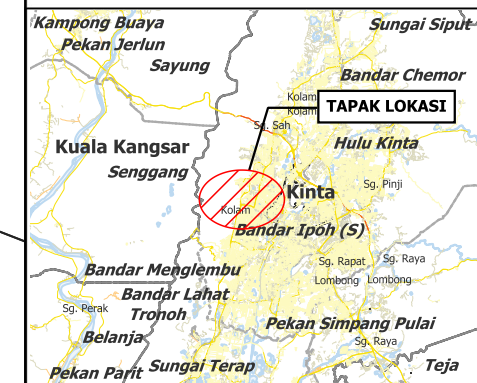 Kampong Buaya
Sungai Siput
Pekan Jerlun
Sayung
Bandar Chemor
Kolam
Kolam
TAPAK LOKASI
Sg. Sah
Kuala Kangsar
Hulu Kinta
Senggang
Sg. Pinji
Kinta
Kolam
Bandar Ipoh (S)
Sg. Rapat
Sg. Raya
Bandar Menglembu
Lombong
Lombong
Bandar Lahat
Sg. Perak
Tronoh
Pekan Simpang Pulai
Belanja
Sg. Raya
Pekan Parit
Sungai Terap
Teja